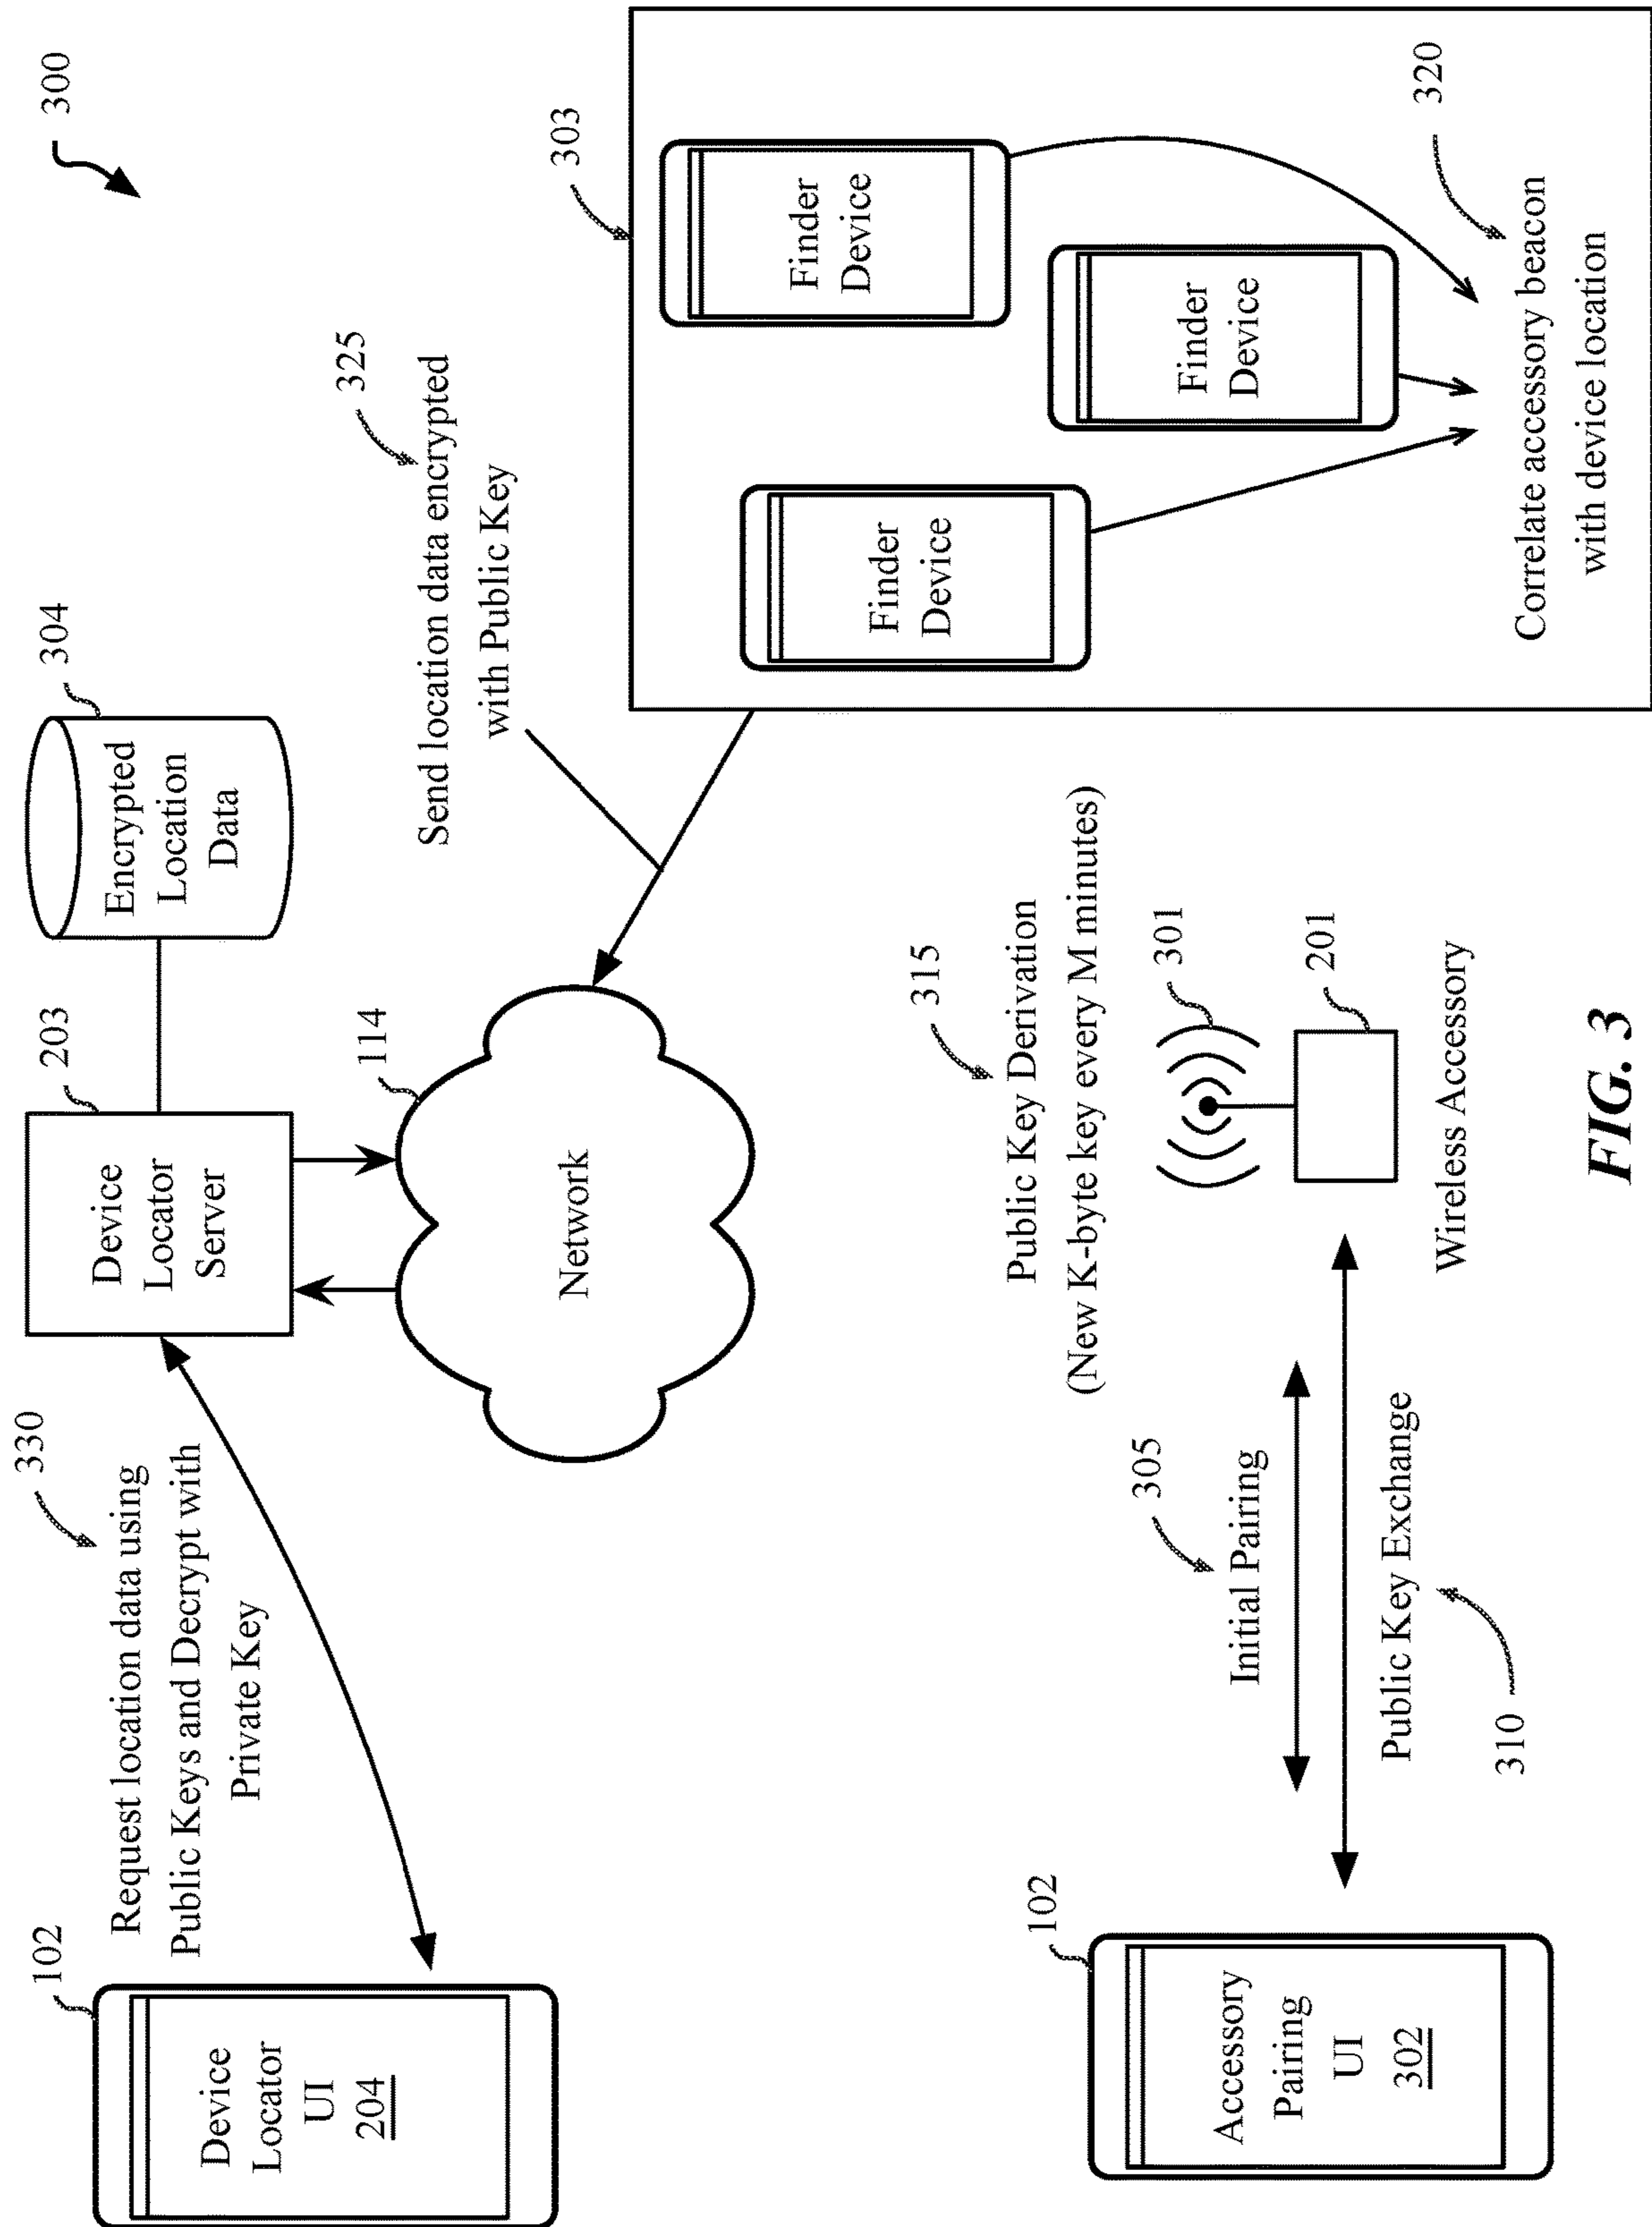 300
330
Request location data using
Public Keys and Decrypt with
Private Key
102
Device
Locator
UI
204
203
Device
Locator
Server
304
Encrypted
Location
Data
114
Network
325
Send location data encrypted
with Public Key
303
Finder
Device
Finder
Device
Finder
Device
320
Correlate accessory beacon
with device location
102
Accessory
Pairing
UI
302
305
Initial Pairing
Public Key Exchange
310
315
Public Key Derivation
(New K-byte key every M minutes)
301
201
Wireless Accessory
FIG. 3